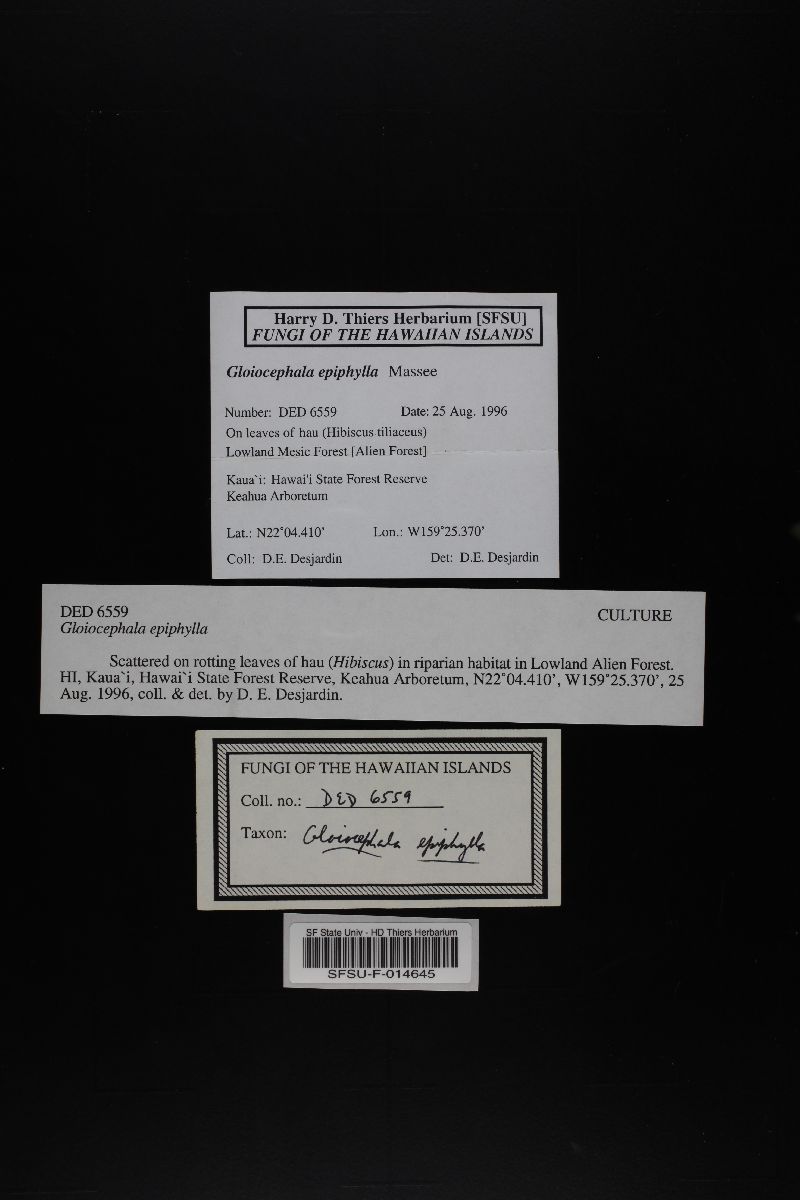 Harry D. Thiers Herbarium [SFSU]
FUNGI OF THE HAWAIIAN ISLANDS
Gloiocephala epiphylla Massee
Number: DED 6559 Date: 25 Aug. 1996
On leaves of hau (Hibiscus tiliaceus)
Lowland Mesic Forest [Alien Forest]
Kaua`i: Hawai'i State Forest Reserve
Keahua Arboretum
Lat.: N22°04.410' Lon.: W159°25.370'
Coll: D.E. Desjardin Det: D.E. Desjardin
DED 6559 CULTURE
Gloiocephala epiphylla
Scattered on rotting leaves of hau (Hibiscus) in riparian habitat in Lowland Alien Forest.
HI, Kaua`i, Hawai`i State Forest Reserve, Keahua Arboretum, N22°04.410', W159°25.370', 25
Aug. 1996, coll. & det. by D. E. Desjardin.
FUNGI OF THE HAWAIIAN ISLANDS
Coll. no.: DED 6559
Taxon: Gloiocephala epiphylla
SF State Univ - HD Thiers Herbarium
SFSU-F-014645